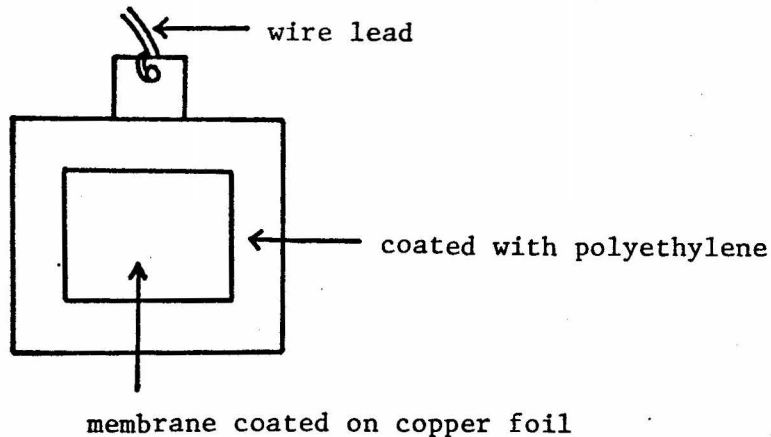 wire lead
coated with polyethylene
membrane coated on copper foil